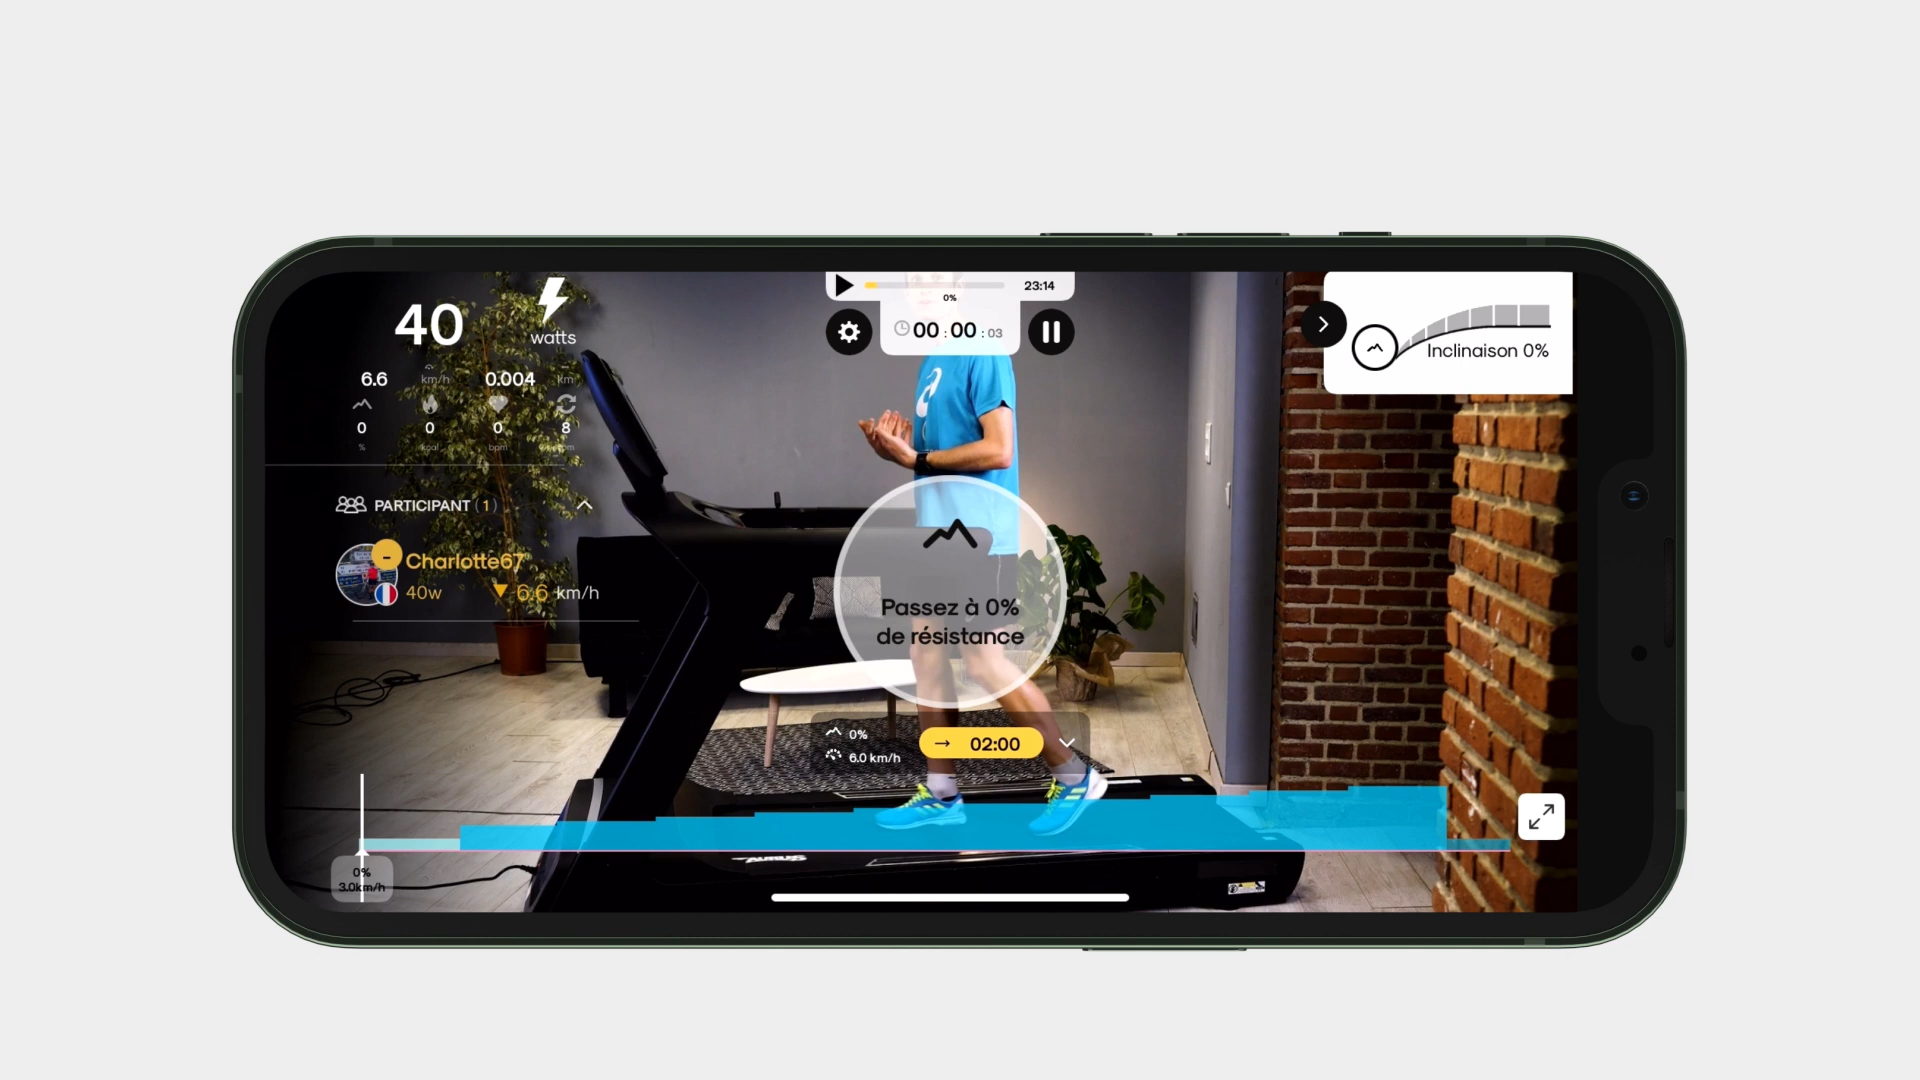 40
watts
6.6 km/h 0.004 km
0 0 0 8
% kcal bpm
PARTICIPANT (1)
-
Charlotte67
40w 6.6 km/h
23:14
0%
00 : 00 : 03
Inclinaison 0%
Passez à 0%
de résistance
0%
6.0 km/h
→ 02:00
0%
3.0km/h